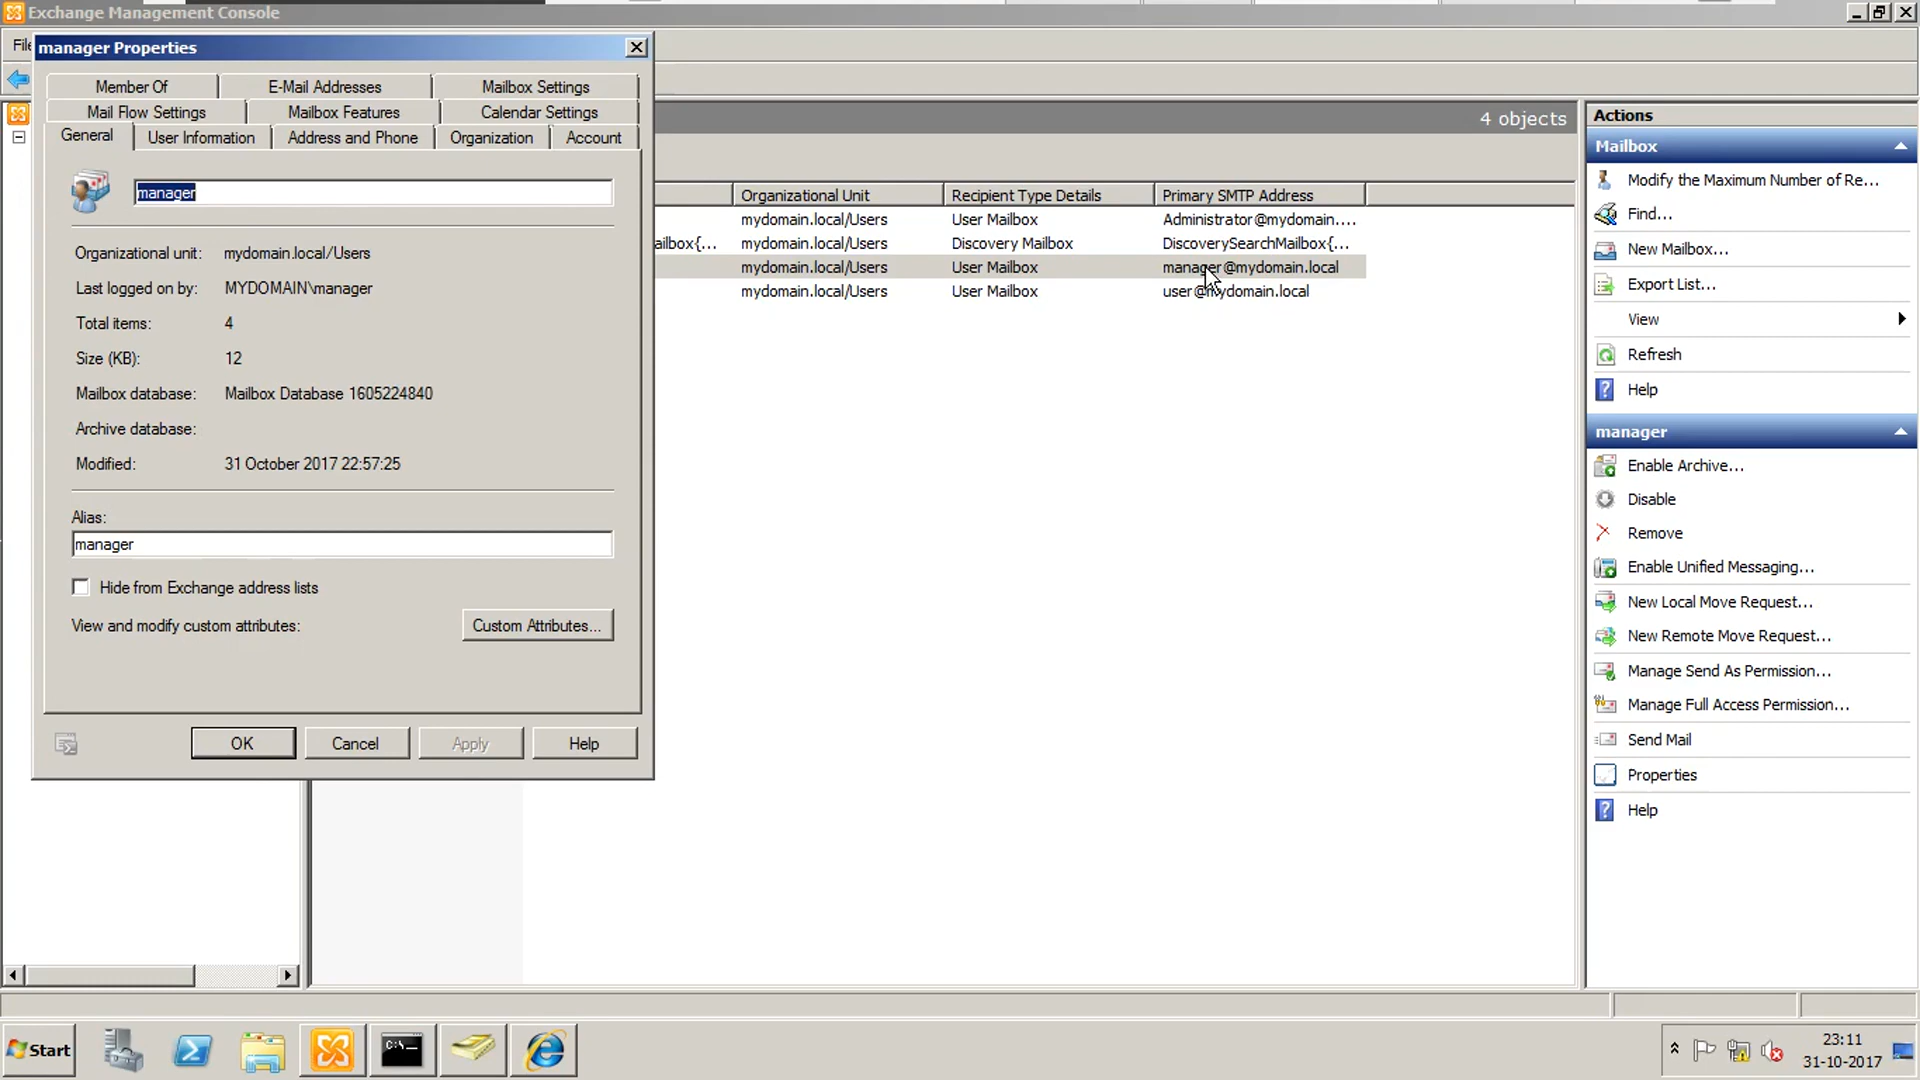 Exchange Management Console
manager Properties
Member Of
E-Mail Addresses
Mailbox Settings
Mail Flow Settings
Mailbox Features
Calendar Settings
General
User Information
Address and Phone
Organization
Account
manager
Organizational unit: mydomain.local/Users
Last logged on by: MYDOMAIN\manager
Total items: 4
Size (KB): 12
Mailbox database: Mailbox Database 1605224840
Archive database:
Modified: 31 October 2017 22:57:25
Alias:
manager
Hide from Exchange address lists
View and modify custom attributes:
Custom Attributes...
OK
Cancel
Apply
Help
4 objects
Organizational Unit Recipient Type Details Primary SMTP Address
mydomain.local/Users User Mailbox Administrator@mydomain....
ailbox{... mydomain.local/Users Discovery Mailbox DiscoverySearchMailbox{...
mydomain.local/Users User Mailbox manager@mydomain.local
mydomain.local/Users User Mailbox user@mydomain.local
Actions
Mailbox
Modify the Maximum Number of Re...
Find...
New Mailbox...
Export List...
View
Refresh
Help
manager
Enable Archive...
Disable
Remove
Enable Unified Messaging...
New Local Move Request...
New Remote Move Request...
Manage Send As Permission...
Manage Full Access Permission...
Send Mail
Properties
Help
Start
C:\_
23:11
31-10-2017